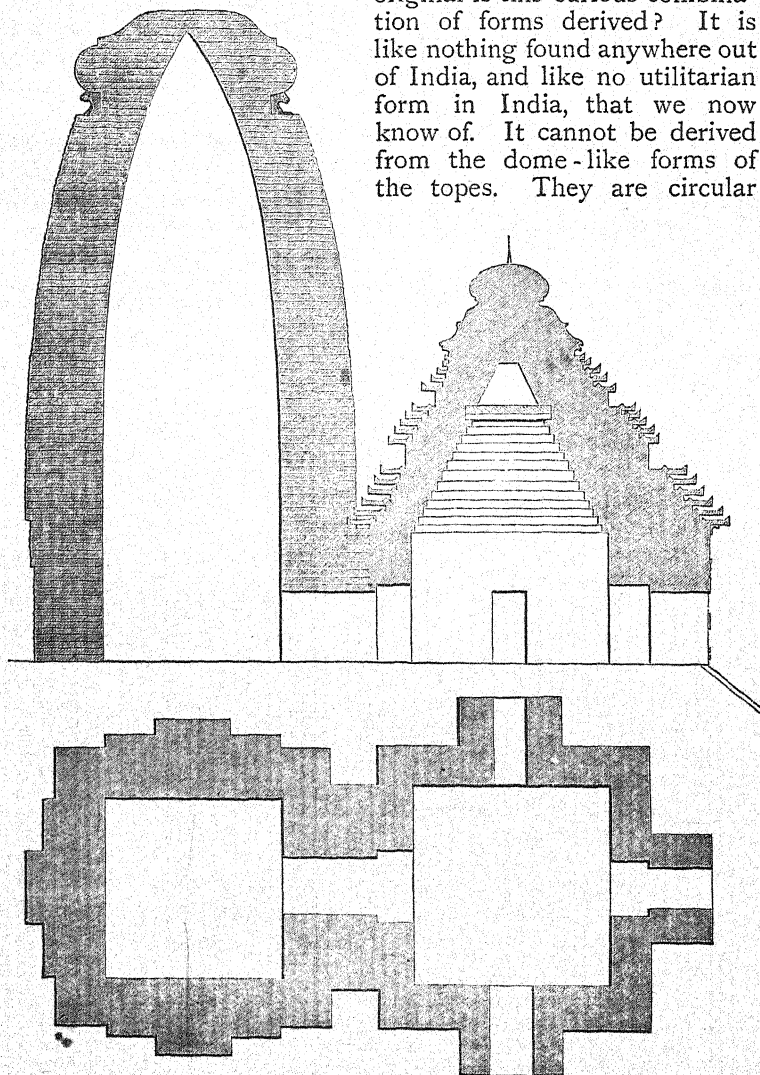 tion of forms derived? It is
like nothing found anywhere out
of India, and like no utilitarian
form in India, that we now
know of. It cannot be derived
from the dome-like forms of
the topes. They are circular